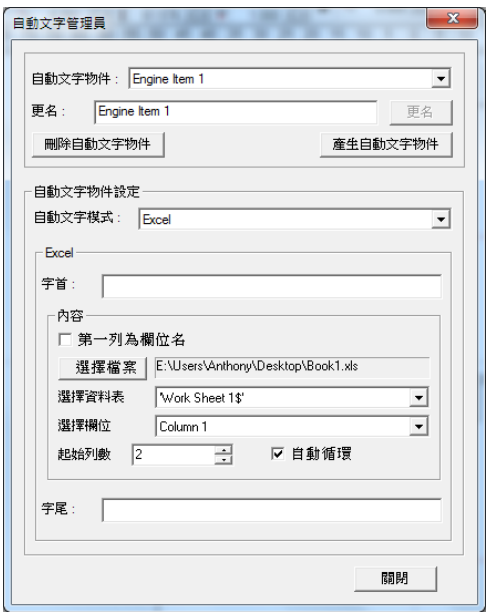 自動文字管理員
自動文字物件： Engine Item 1
更名： Engine Item 1 更名
刪除自動文字物件 產生自動文字物件
自動文字物件設定
自動文字模式： Excel
Excel
字首：
內容
第一列為欄位名
選擇檔案 E:\Users\Anthony\Desktop\Book1.xls
選擇資料表 'Work Sheet 1$'
選擇欄位 Column 1
起始列數 2 自動循環
字尾：
關閉